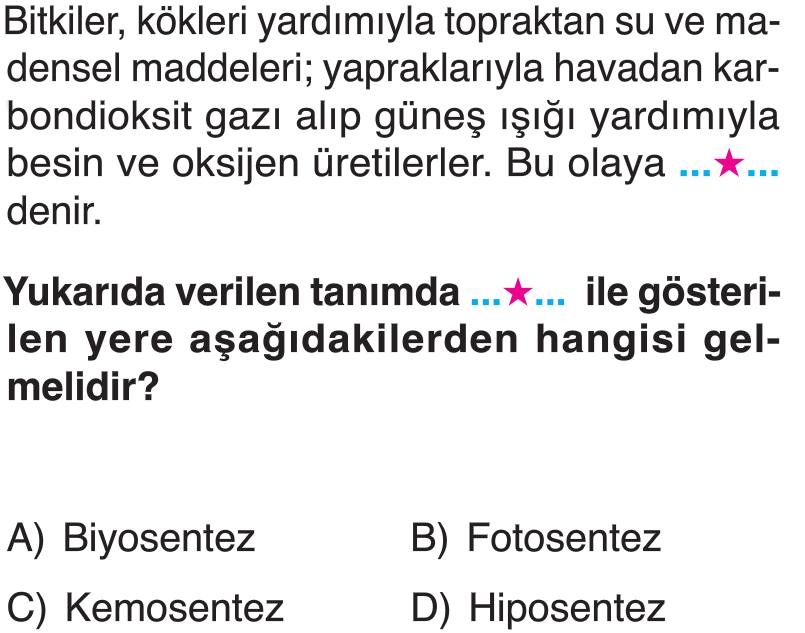 Bitkiler, kökleri yardımıyla topraktan su ve ma-
densel maddeleri; yapraklarıyla havadan kar-
bondioksit gazı alıp güneş ışığı yardımıyla
besin ve oksijen üretilerler. Bu olaya ...★...
denir.
Yukarıda verilen tanımda ...★... ile gösteri-
len yere aşağıdakilerden hangisi gel-
melidir?
A) Biyosentez B) Fotosentez
C) Kemosentez D) Hiposentez